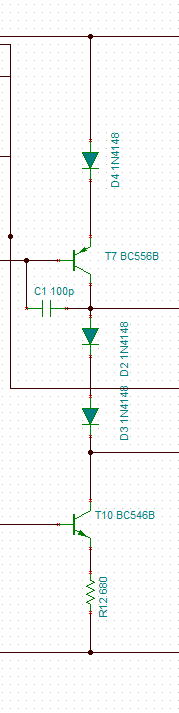 D4 1N4148
T7 BC556B
C1 100p
D2 1N4148
D3 1N4148
T10 BC546B
R12 680